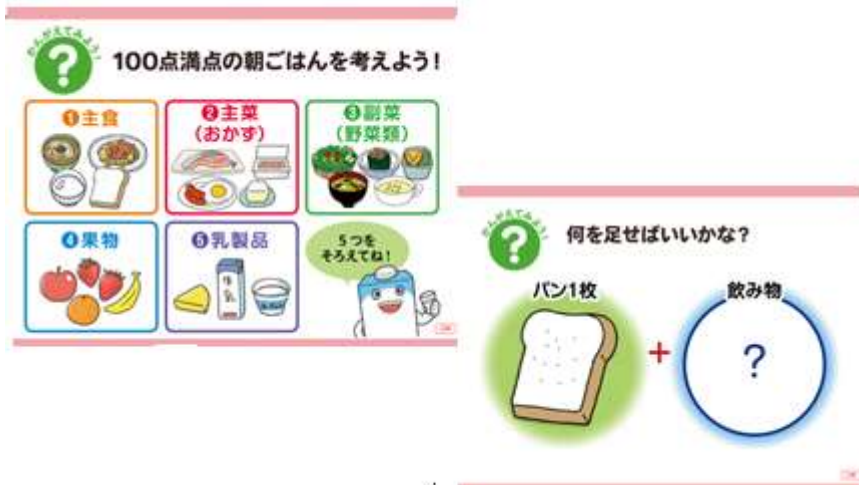 かんがえてみよう!
?
100点満点の朝ごはんを考えよう!
❶主食
❷主菜
(おかず)
❸副菜
(野菜類)
❹果物
❺乳製品
牛乳
5つを
そろえてね!
かんがえてみよう!
?
何を足せばいいかな?
パン1枚
+
飲み物
?